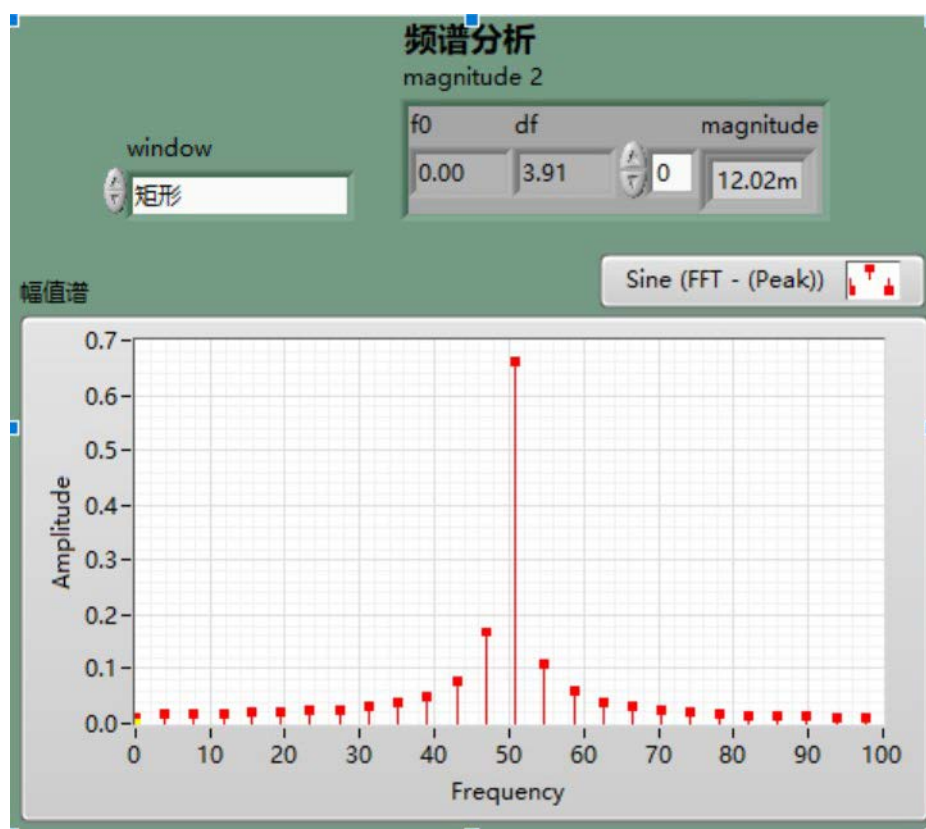 频谱分析
magnitude 2
f0 df magnitude
0.00 3.91 0 12.02m
window
矩形
Sine (FFT - (Peak))
幅值谱
0.7
0.6
0.5
0.4
0.3
0.2
0.1
0.0
Amplitude
0 10 20 30 40 50 60 70 80 90 100
Frequency